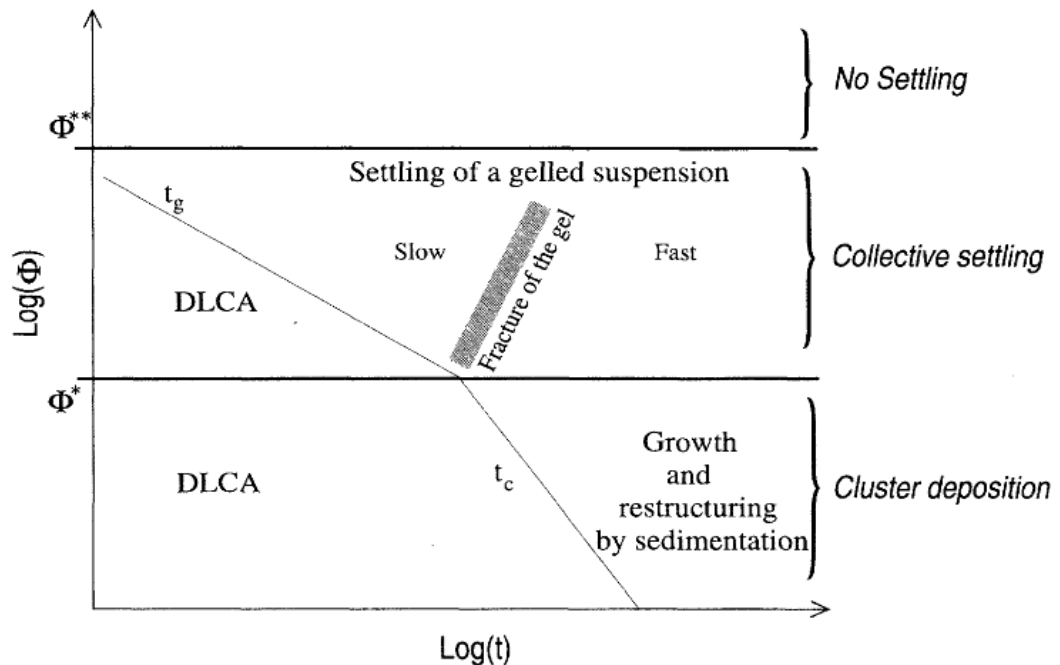 No Settling
Φ**
Settling of a gelled suspension
t_g
Slow
Fracture of the gel
Fast
Collective settling
Log(Φ)
DLCA
Φ*
DLCA
t_c
Growth
and
restructuring
by sedimentation
Cluster deposition
Log(t)